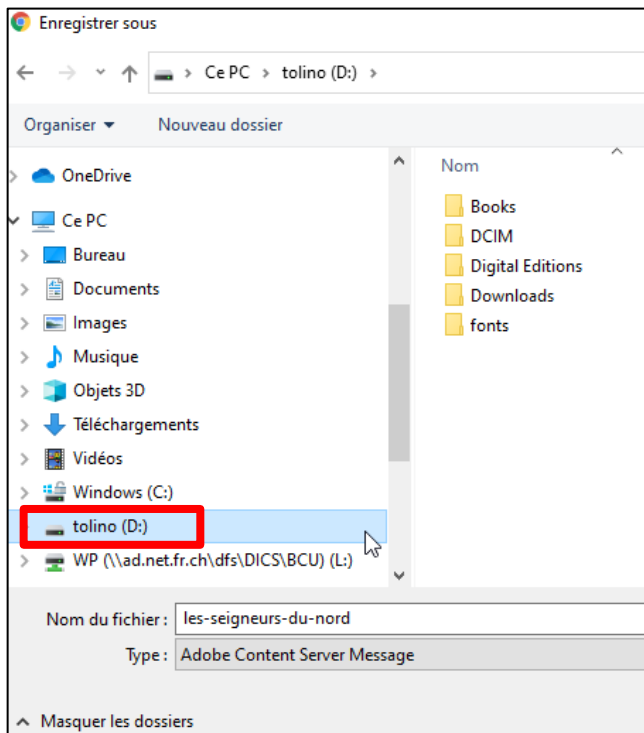 Enregistrer sous
Ce PC > tolino (D:) >
Organiser Nouveau dossier
OneDrive
Ce PC
Bureau
Documents
Images
Musique
Objets 3D
Téléchargements
Vidéos
Windows (C:)
tolino (D:)
WP (\\ad.net.fr.ch\dfs\DICS\BCU) (L:)
Nom
Books
DCIM
Digital Editions
Downloads
fonts
Nom du fichier : les-seigneurs-du-nord
Type : Adobe Content Server Message
Masquer les dossiers